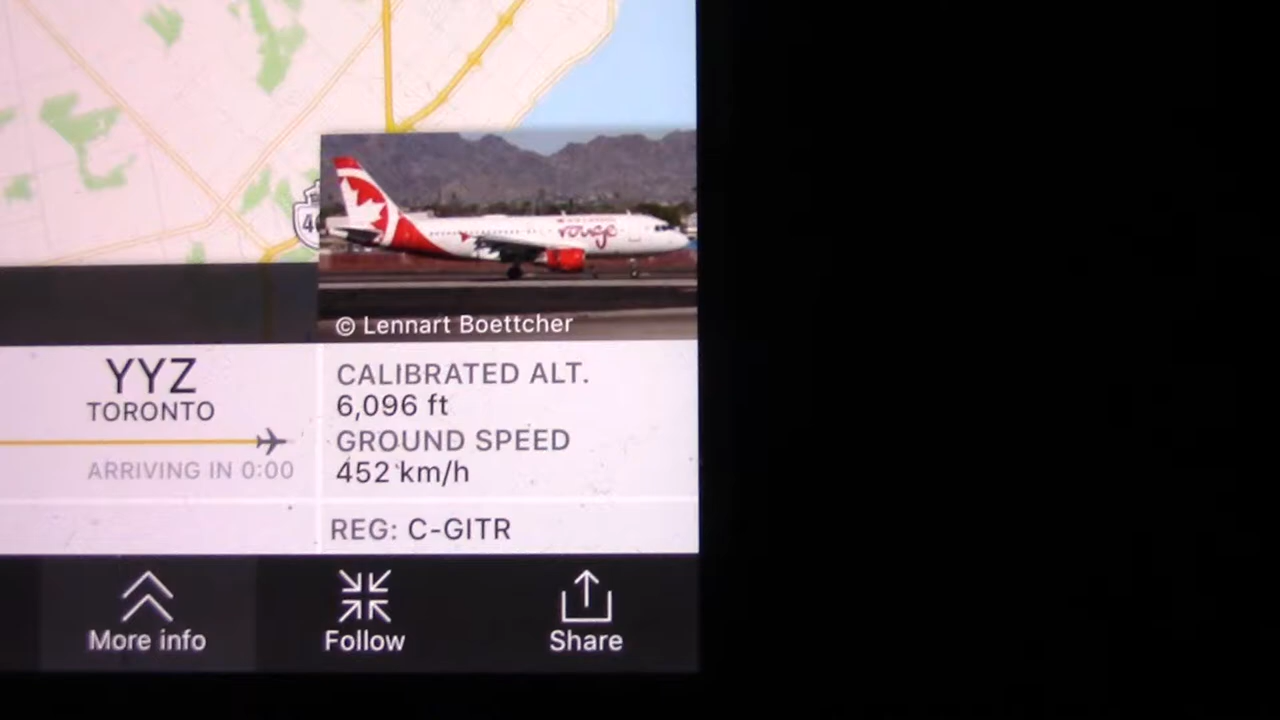 40
rouge
© Lennart Boettcher
YYZ
TORONTO
ARRIVING IN 0:00
CALIBRATED ALT.
6,096 ft
GROUND SPEED
452 km/h
REG: C-GITR
More info
Follow
Share